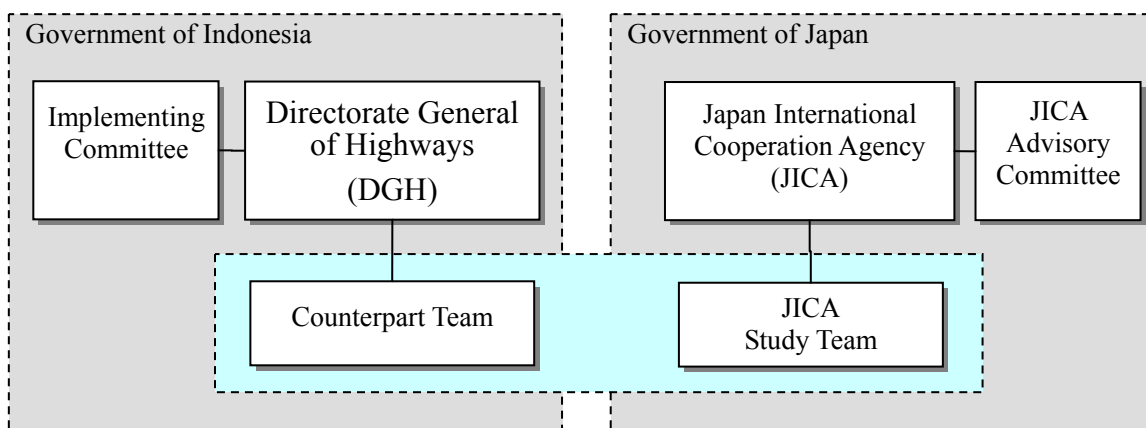 Government of Indonesia
Implementing
Committee
Directorate General
of Highways
(DGH)
Counterpart Team
Government of Japan
Japan International
Cooperation Agency
(JICA)
JICA
Advisory
Committee
JICA
Study Team